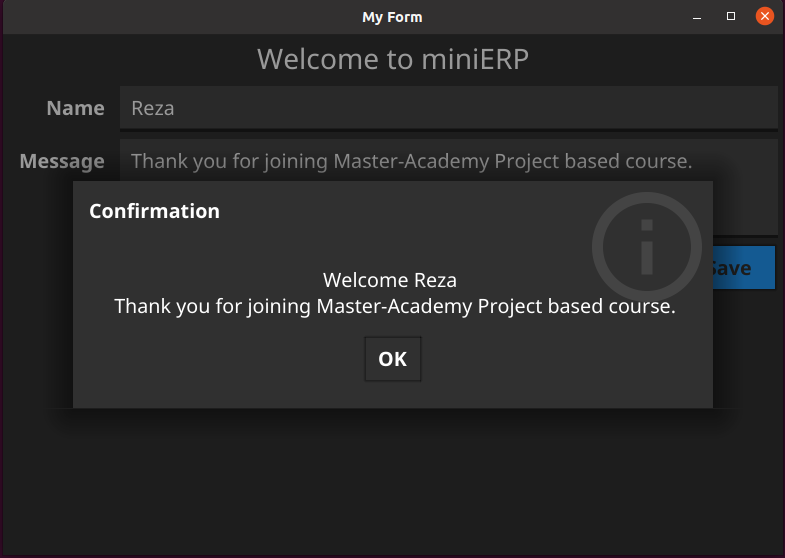 My Form
Welcome to miniERP
Name
Reza
Message
Thank you for joining Master-Academy Project based course.
Save
Confirmation
Welcome Reza
Thank you for joining Master-Academy Project based course.
OK